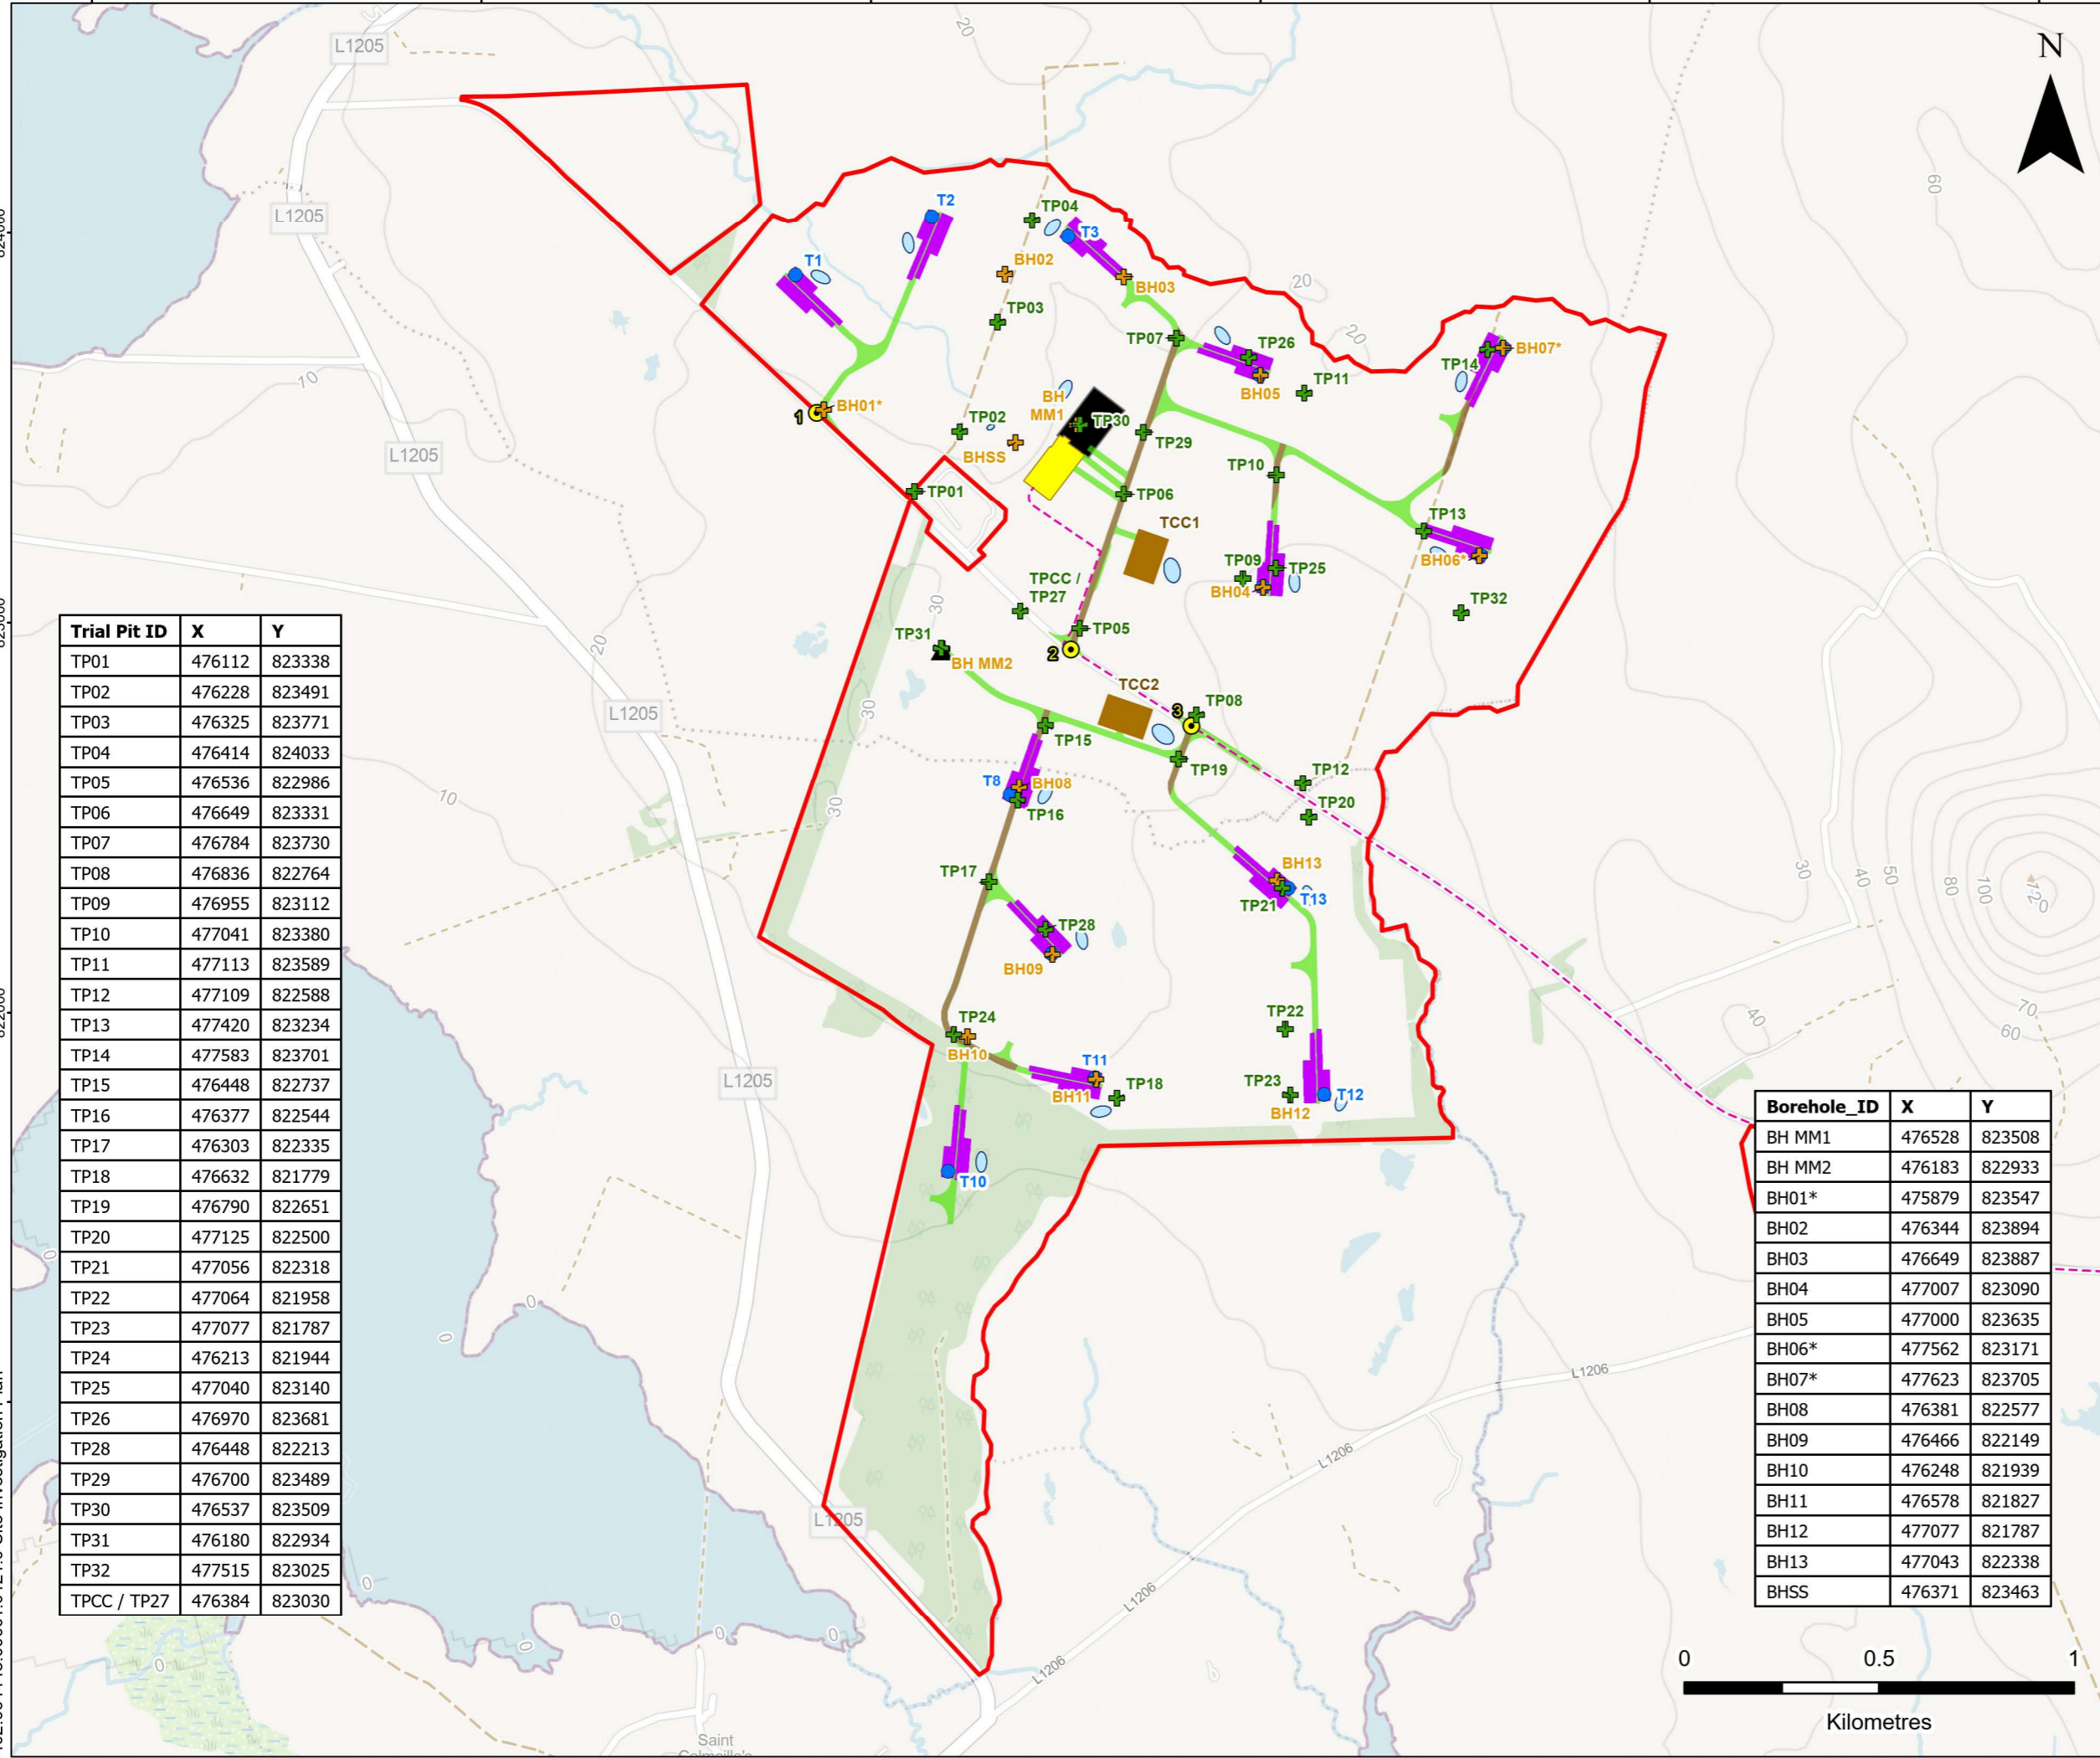 L1205
20
N
60
T2
TP04
T3
L1205
BH02
T1
BH03
20
TP03
TP07
TP26
20
BH07*
TP14
10
BH05
TP11
BH
MM1
BH01*
1
TP02
TP30
TP29
BHSS
L1205
TP10
TP01
TP06
TP13
TCC1
TP09
TP25
BH06*
TPCC /
TP27
BH04
TP32
30
TP05
TP31
2
BH MM2
20
TCC2
TP08
3
30
L1205
TP15
TP19
TP12
T8
BH08
TP20
10
30
TP16
BH13
TP17
T13
TP21
30
40
50
80
100
120
TP28
BH09
TP22
TP24
40
70
60
BH10
T11
L1205
TP18
TP23
T12
BH11
BH12
T10
0
0
0
L1206
L1206
L1205
0
0
0
0
0
0
L1206
L1206
Saint
Trial Pit ID X Y
TP01 476112 823338
TP02 476228 823491
TP03 476325 823771
TP04 476414 824033
TP05 476536 822986
TP06 476649 823331
TP07 476784 823730
TP08 476836 822764
TP09 476955 823112
TP10 477041 823380
TP11 477113 823589
TP12 477109 822588
TP13 477420 823234
TP14 477583 823701
TP15 476448 822737
TP16 476377 822544
TP17 476303 822335
TP18 476632 821779
TP19 476790 822651
TP20 477125 822500
TP21 477056 822318
TP22 477064 821958
TP23 477077 821787
TP24 476213 821944
TP25 477040 823140
TP26 476970 823681
TP28 476448 822213
TP29 476700 823489
TP30 476537 823509
TP31 476180 822934
TP32 477515 823025
TPCC / TP27 476384 823030
Borehole_ID X Y
BH MM1 476528 823508
BH MM2 476183 822933
BH01* 475879 823547
BH02 476344 823894
BH03 476649 823887
BH04 477007 823090
BH05 477000 823635
BH06* 477562 823171
BH07* 477623 823705
BH08 476381 822577
BH09 476466 822149
BH10 476248 821939
BH11 476578 821827
BH12 477077 821787
BH13 477043 822338
BHSS 476371 823463
0 0.5 1
Kilometres